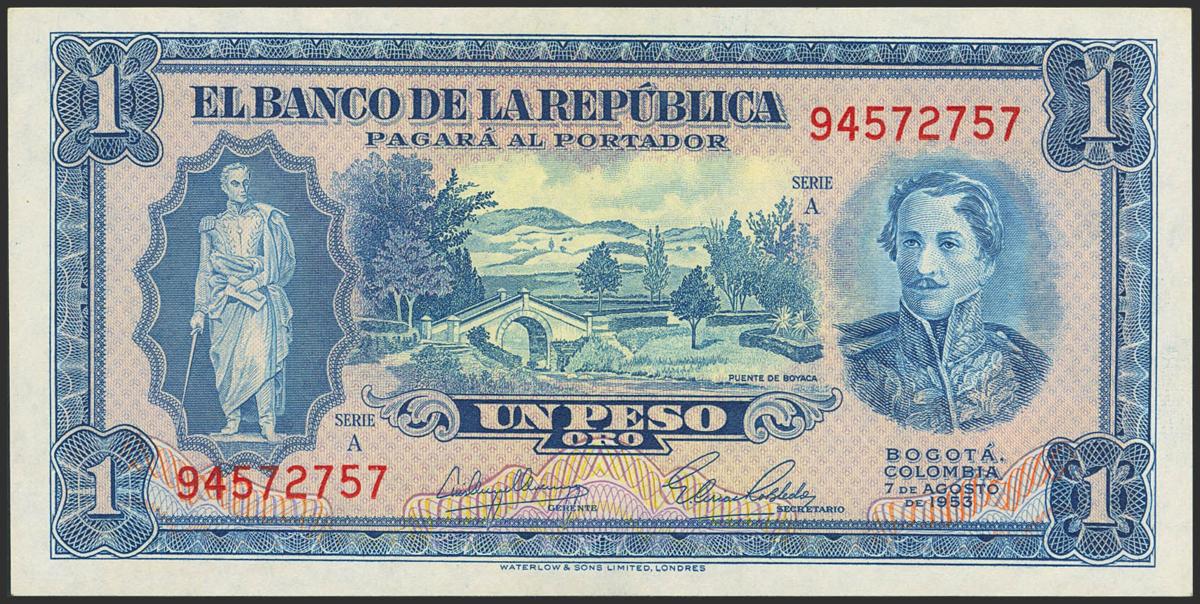 1
1
EL BANCO DE LA REPÚBLICA
PAGARÁ AL PORTADOR
94572757
SERIE
A
PUENTE DE BOYACA
UN PESO
ORO
SERIE
A
94572757
GERENTE
SECRETARIO
BOGOTÁ,
COLOMBIA
7 DE AGOSTO
DE 1953
1
1
WATERLOW & SONS LIMITED, LONDRES